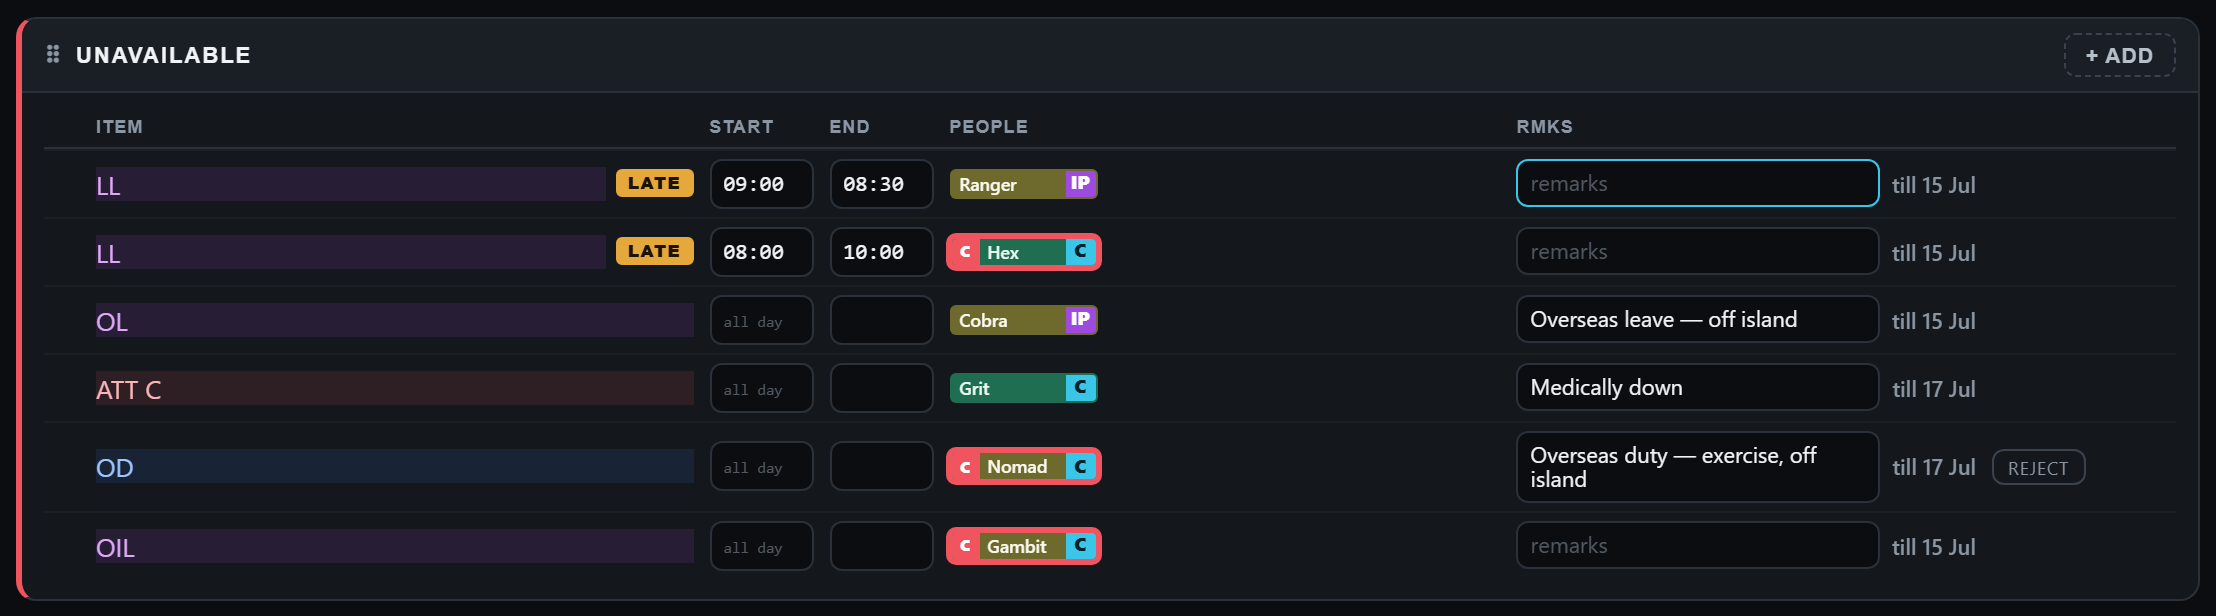 UNAVAILABLE + ADD
ITEM START END PEOPLE RMKS
LL LATE 09:00 08:30 Ranger IP remarks till 15 Jul
LL LATE 08:00 10:00 C Hex C remarks till 15 Jul
OL all day Cobra IP Overseas leave — off island till 15 Jul
ATT C all day Grit C Medically down till 17 Jul
OD all day C Nomad C Overseas duty — exercise, off
island till 17 Jul REJECT
OIL all day C Gambit C remarks till 15 Jul